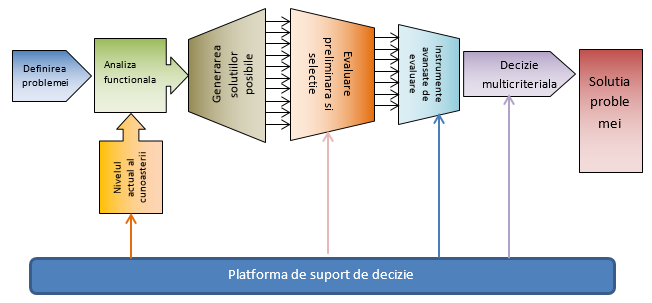 Definirea
problemei
Analiza
functionala
Nivelul
actual al
cunoasterii
Generarea
solutiilor
posibile
Evaluare
preliminara si
selectie
Instrumente
avansate de
evaluare
Decizie
multicriteriala
Solutia
proble
mei
Platforma de suport de decizie